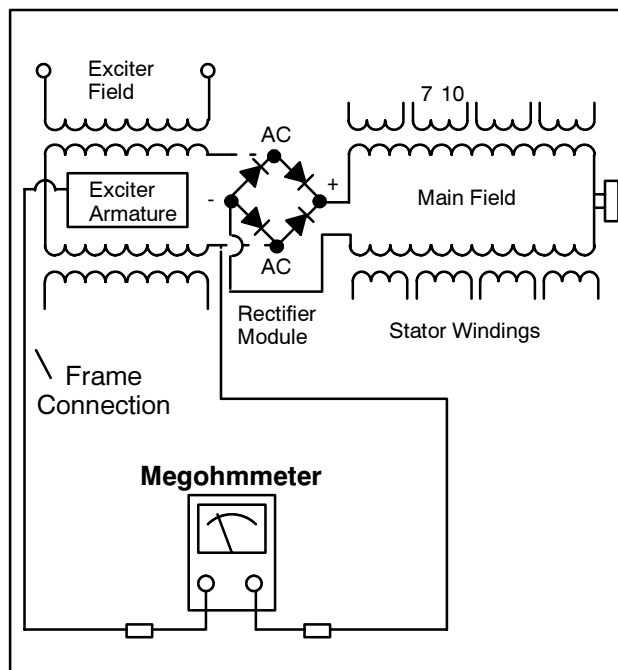 Exciter
Field
7 10
AC
+
-
Exciter
Armature
Main Field
AC
Rectifier
Module
Stator Windings
Frame
Connection
Megohmmeter